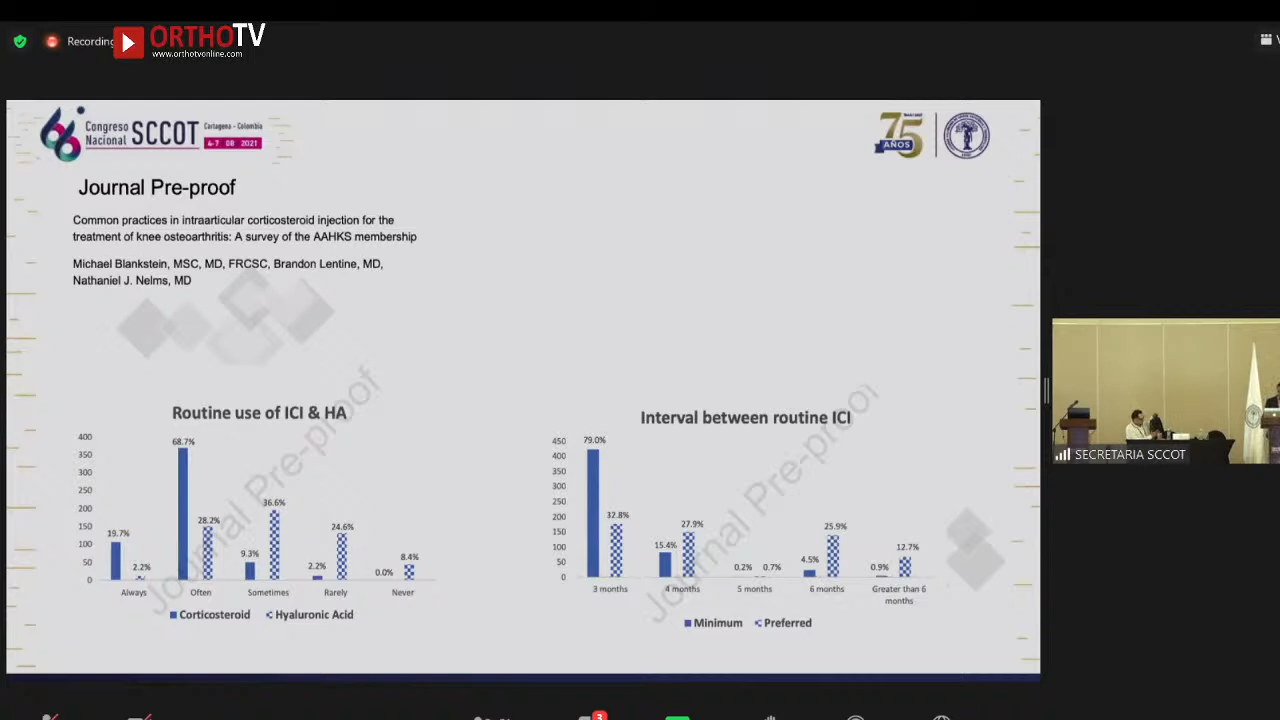 Recording
ORTHOTV
www.orthotvonline.com
Congreso
Nacional SCCOT
Cartagena - Colombia
4-7 08 2021
75
AÑOS
Journal Pre-proof
Common practices in intraarticular corticosteroid injection for the
treatment of knee osteoarthritis: A survey of the AAHKS membership
Michael Blankstein, MSC, MD, FRCSC, Brandon Lentine, MD,
Nathaniel J. Nelms, MD
Journal Pre-proof
Routine use of ICI & HA
400
350
300
250
200
150
100
50
0
19.7%
2.2%
68.7%
28.2%
9.3%
36.6%
2.2%
24.6%
0.0%
8.4%
Always
Often
Sometimes
Rarely
Never
Corticosteroid
Hyaluronic Acid
Journal Pre-proof
Interval between routine ICI
450
400
350
300
250
200
150
100
50
0
79.0%
32.8%
15.4%
27.9%
0.2%
0.7%
4.5%
25.9%
0.9%
12.7%
3 months
4 months
5 months
6 months
Greater than 6
months
Minimum
Preferred
SECRETARIA SCCOT
3